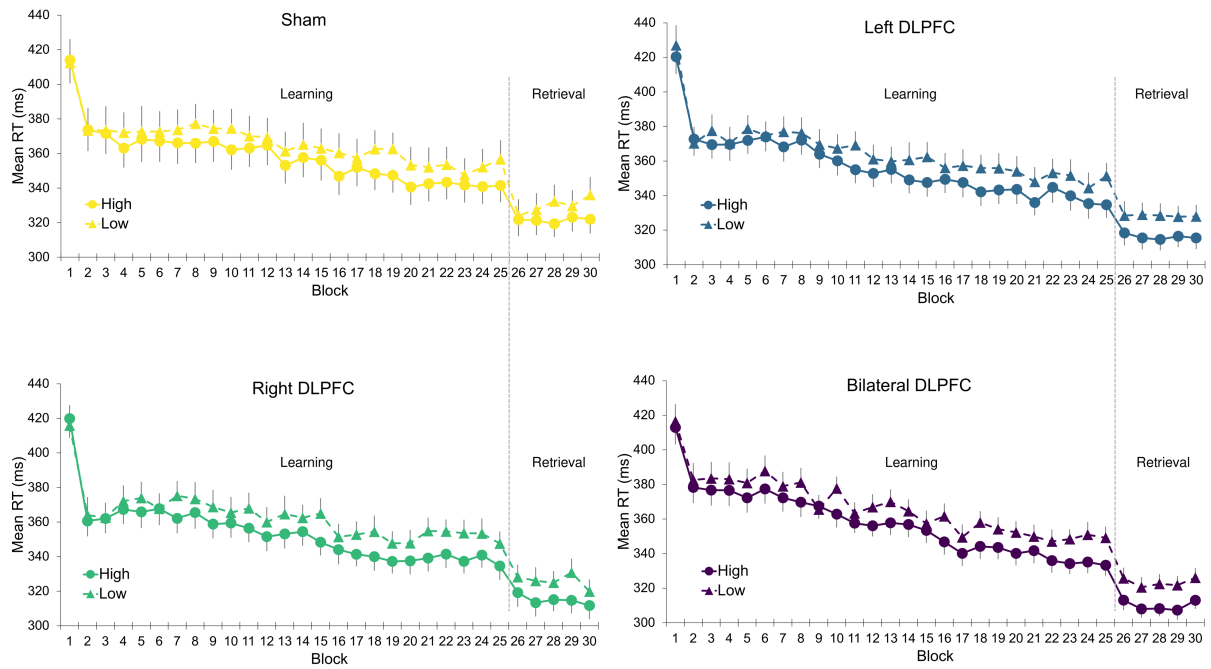 Sham
Mean RT (ms)
440
420
400
380
360
340
320
300
Learning
Retrieval
High
Low
1 2 3 4 5 6 7 8 9 10 11 12 13 14 15 16 17 18 19 20 21 22 23 24 25 26 27 28 29 30
Block
Left DLPFC
Mean RT (ms)
440
420
400
380
360
340
320
300
Learning
Retrieval
High
Low
1 2 3 4 5 6 7 8 9 10 11 12 13 14 15 16 17 18 19 20 21 22 23 24 25 26 27 28 29 30
Block
Right DLPFC
Mean RT (ms)
440
420
400
380
360
340
320
300
Learning
Retrieval
High
Low
1 2 3 4 5 6 7 8 9 10 11 12 13 14 15 16 17 18 19 20 21 22 23 24 25 26 27 28 29 30
Block
Bilateral DLPFC
Mean RT (ms)
440
420
400
380
360
340
320
300
Learning
Retrieval
High
Low
1 2 3 4 5 6 7 8 9 10 11 12 13 14 15 16 17 18 19 20 21 22 23 24 25 26 27 28 29 30
Block